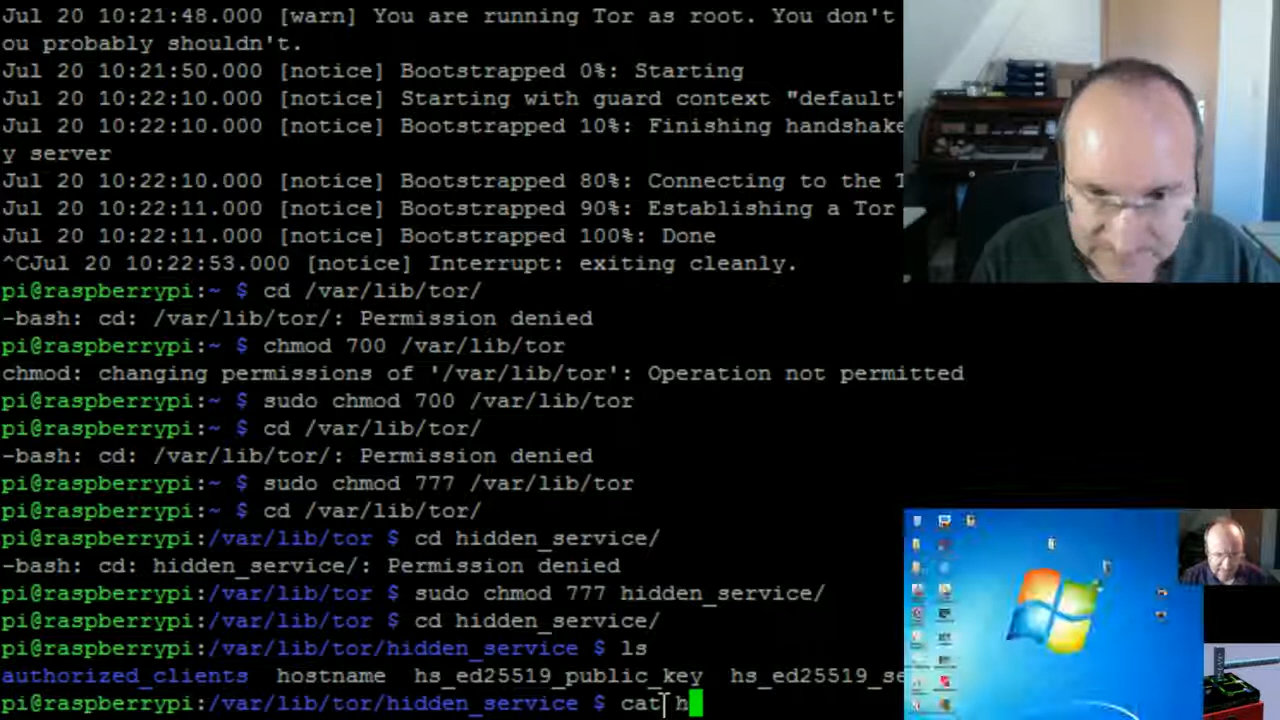 Jul 20 10:21:48.000 [warn] You are running Tor as root. You don't
ou probably shouldn't.
Jul 20 10:21:50.000 [notice] Bootstrapped 0%: Starting
Jul 20 10:22:10.000 [notice] Starting with guard context "default"
Jul 20 10:22:10.000 [notice] Bootstrapped 10%: Finishing handshake
y server
Jul 20 10:22:10.000 [notice] Bootstrapped 80%: Connecting to the T
Jul 20 10:22:11.000 [notice] Bootstrapped 90%: Establishing a Tor
Jul 20 10:22:11.000 [notice] Bootstrapped 100%: Done
^CJul 20 10:22:53.000 [notice] Interrupt: exiting cleanly.
pi@raspberrypi:~ $ cd /var/lib/tor/
-bash: cd: /var/lib/tor/: Permission denied
pi@raspberrypi:~ $ chmod 700 /var/lib/tor
chmod: changing permissions of '/var/lib/tor': Operation not permitted
pi@raspberrypi:~ $ sudo chmod 700 /var/lib/tor
pi@raspberrypi:~ $ cd /var/lib/tor/
-bash: cd: /var/lib/tor/: Permission denied
pi@raspberrypi:~ $ sudo chmod 777 /var/lib/tor
pi@raspberrypi:~ $ cd /var/lib/tor/
pi@raspberrypi:/var/lib/tor $ cd hidden_service/
-bash: cd: hidden_service/: Permission denied
pi@raspberrypi:/var/lib/tor $ sudo chmod 777 hidden_service/
pi@raspberrypi:/var/lib/tor $ cd hidden_service/
pi@raspberrypi:/var/lib/tor/hidden_service $ ls
authorized_clients hostname hs_ed25519_public_key hs_ed25519_se
pi@raspberrypi:/var/lib/tor/hidden_service $ cat h